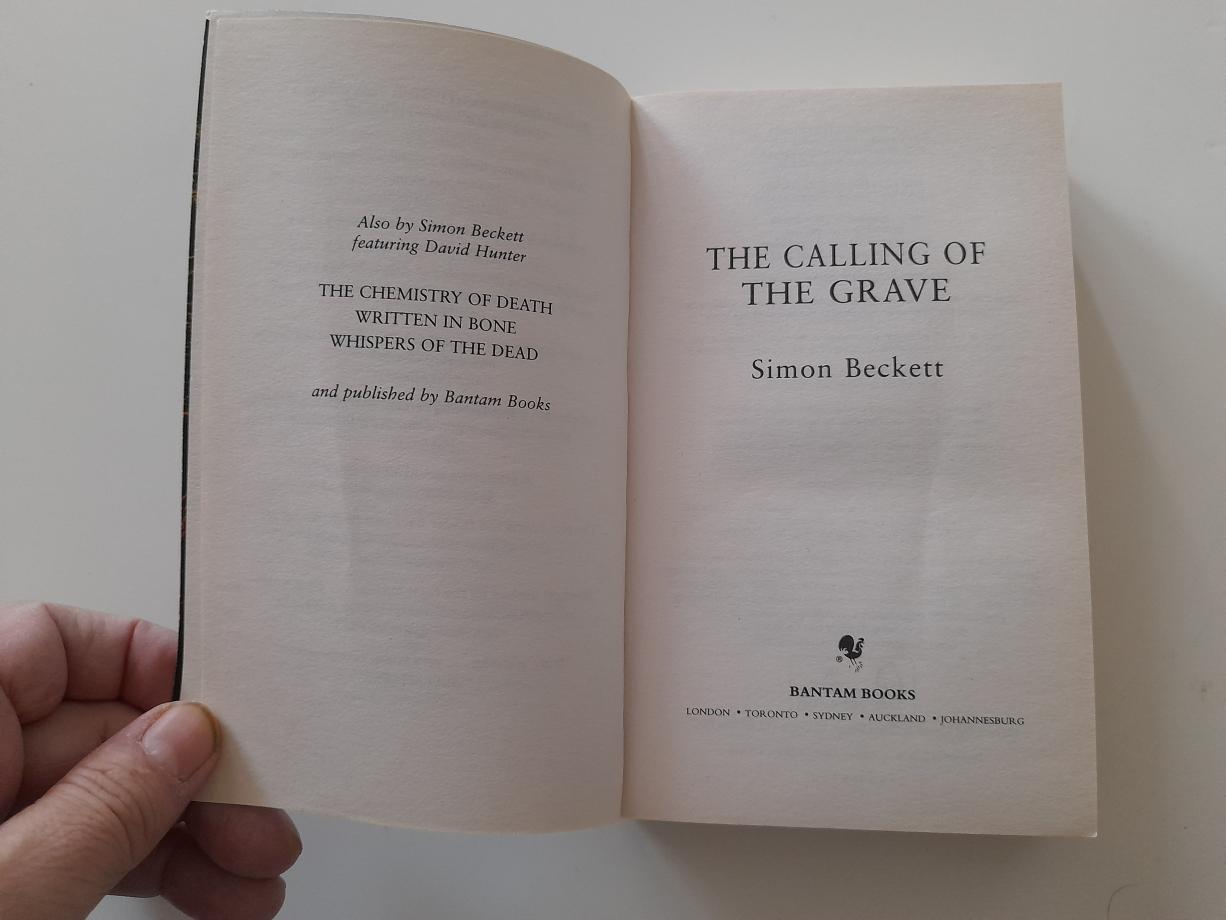 Also by Simon Beckett
featuring David Hunter
THE CHEMISTRY OF DEATH
WRITTEN IN BONE
WHISPERS OF THE DEAD
and published by Bantam Books
THE CALLING OF
THE GRAVE
Simon Beckett
®
BANTAM BOOKS
LONDON • TORONTO • SYDNEY • AUCKLAND • JOHANNESBURG